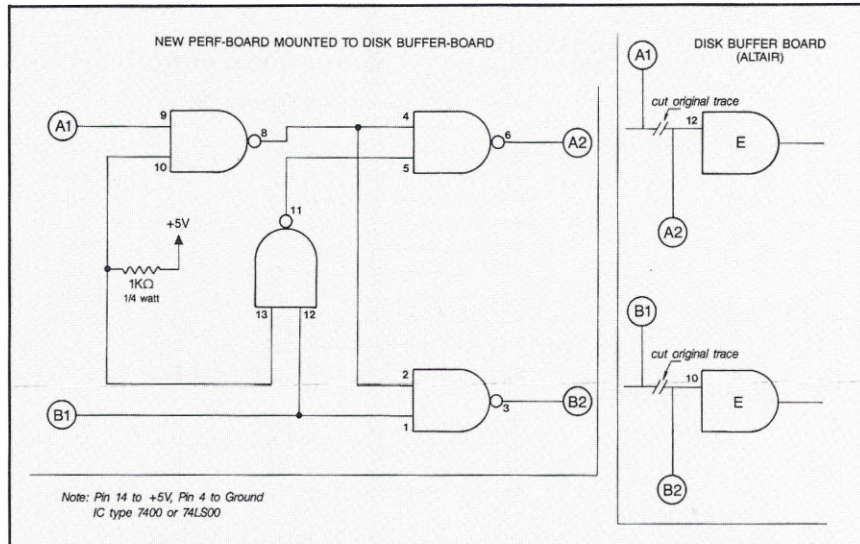 NEW PERF-BOARD MOUNTED TO DISK BUFFER-BOARD
DISK BUFFER BOARD
(ALTAIR)
A1
9
10
8
4
5
6
A2
11
+5V
1KΩ
1/4 watt
13
12
B1
2
1
3
B2
A1
cut original trace
12
E
A2
B1
cut original trace
10
E
B2
Note: Pin 14 to +5V, Pin 4 to Ground
IC type 7400 or 74LS00